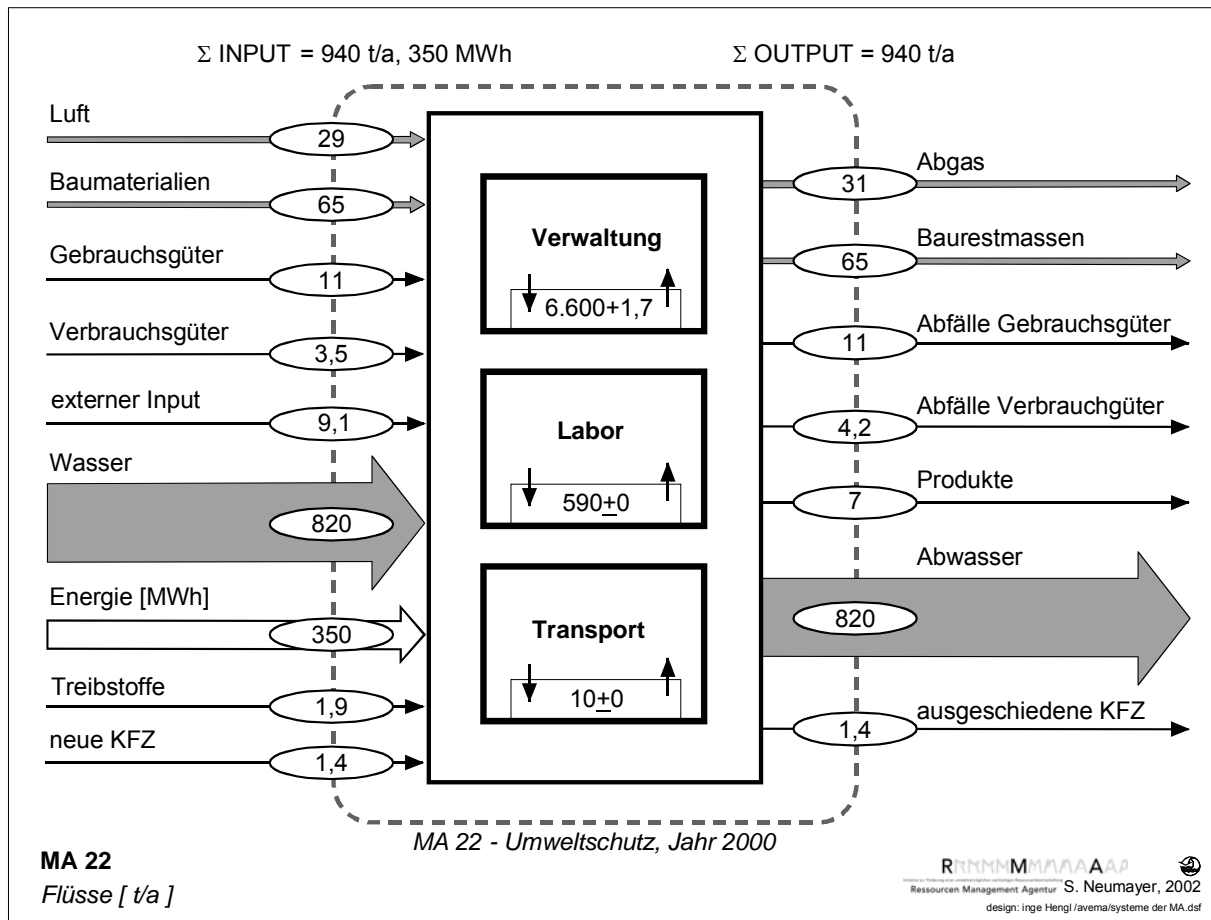 Σ INPUT = 940 t/a, 350 MWh
Σ OUTPUT = 940 t/a
Luft
29
Baumaterialien
65
Gebrauchsgüter
11
Verbrauchsgüter
3,5
externer Input
9,1
Wasser
820
Energie [MWh]
350
Treibstoffe
1,9
neue KFZ
1,4
Verwaltung
6.600+1,7
Labor
590±0
Transport
10±0
Abgas
31
Baurestmassen
65
Abfälle Gebrauchsgüter
11
Abfälle Verbrauchgüter
4,2
Produkte
7
Abwasser
820
ausgeschiedene KFZ
1,4
MA 22 - Umweltschutz, Jahr 2000
MA 22
Flüsse [ t/a ]
Ressourcen Management Agentur
S. Neumayer, 2002
design: inge Hengl /avema/systeme der MA.dsf